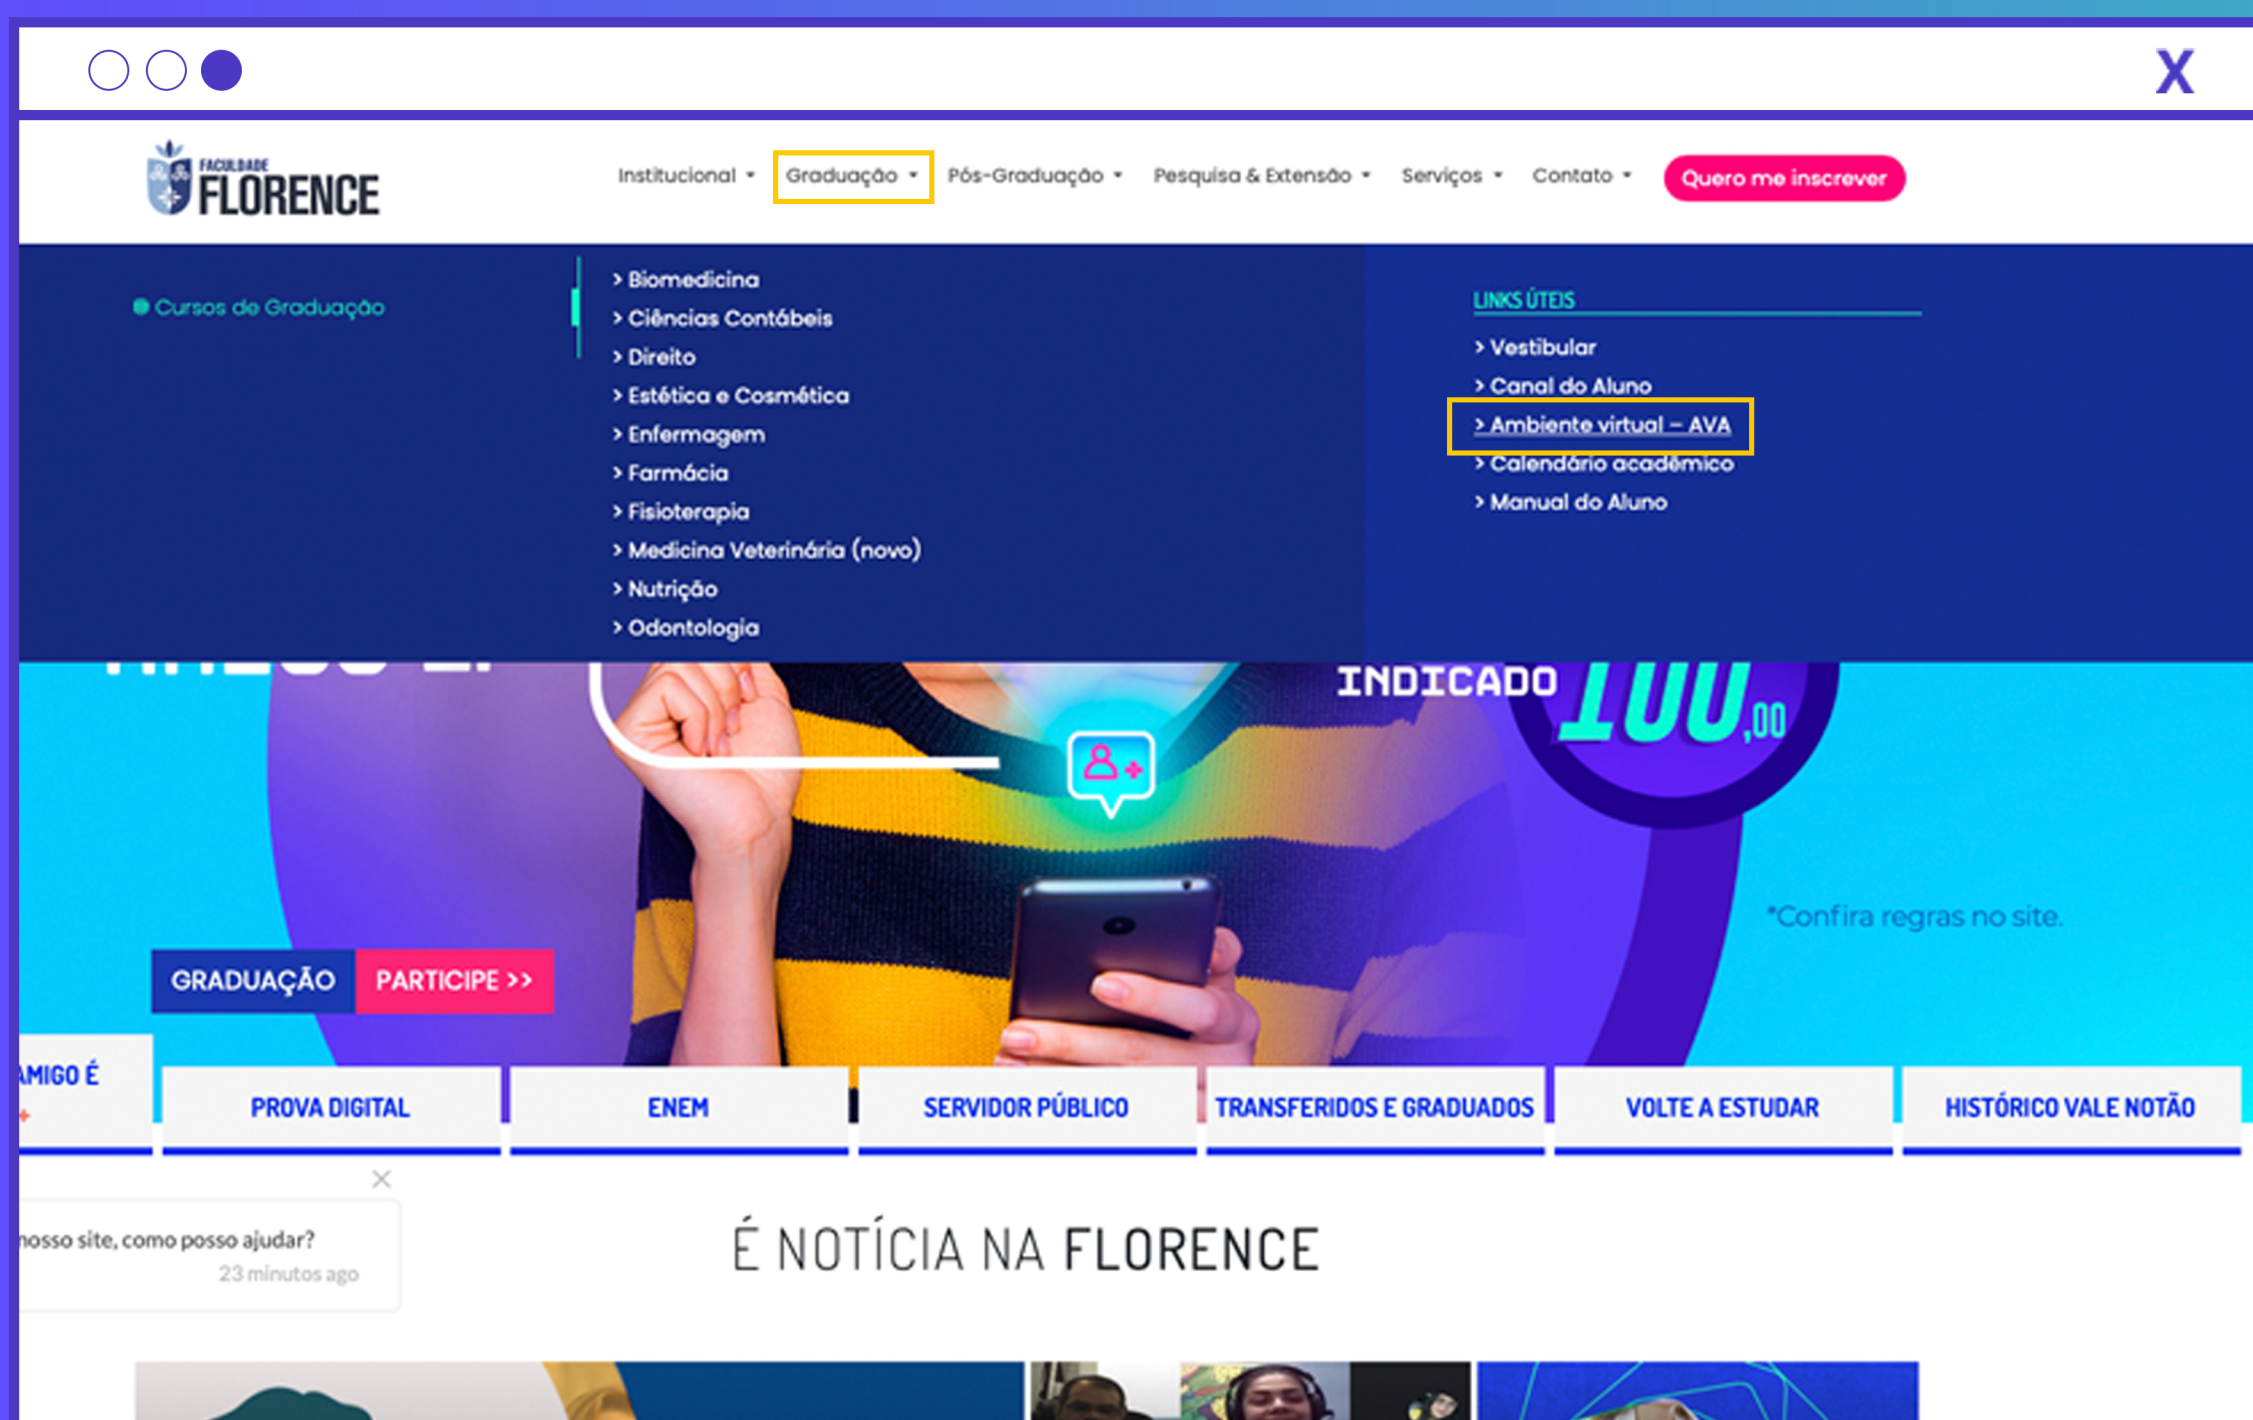 X
FACULDADE
FLORENCE
Institucional
Graduação
Pós-Graduação
Pesquisa & Extensão
Serviços
Contato
Quero me inscrever
Cursos de Graduação
> Biomedicina
> Ciências Contábeis
> Direito
> Estética e Cosmética
> Enfermagem
> Farmácia
> Fisioterapia
> Medicina Veterinária (novo)
> Nutrição
> Odontologia
LINKS ÚTEIS
> Vestibular
> Canal do Aluno
> Ambiente virtual – AVA
> Calendário acadêmico
> Manual do Aluno
INDICADO
100,00
*Confira regras no site.
GRADUAÇÃO
PARTICIPE >>
AMIGO É
+
PROVA DIGITAL
ENEM
SERVIDOR PÚBLICO
TRANSFERIDOS E GRADUADOS
VOLTE A ESTUDAR
HISTÓRICO VALE NOTÃO
nosso site, como posso ajudar?
23 minutos ago
É NOTÍCIA NA FLORENCE